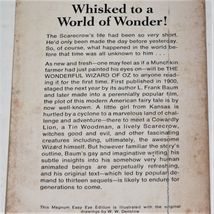 Whisked to a
World of Wonder!
The Scarecrow's life had been so very short.
He'd only been made the day before yesterday.
So, of course, what happened in the world be-
fore that time was all unknown to him . . . .
As new and fresh—one may feel as if a Munchkin
farmer had just painted his eyes on—will be THE
WONDERFUL WIZARD OF OZ to anyone read-
ing it for the first time. First published in 1900,
staged the next year by its author L. Frank Baum
and later made into a perennially popular film,
the plot of this modern American fairy tale is by
now well-known: A little girl from Kansas is
hurtled by a cyclone to a marvelous land of chal-
lenge and adventure—there to meet a Cowardly
Lion, a Tin Woodman, a lively Scarecrow,
witches good and evil, and other fascinating
creatures including, ultimately, the awesome
Wizard himself. But however familiar the story's
outline, Baum's gay and imaginative writing, his
subtle insights into his somehow very human
animated beings are perpetually refreshing,
and his original text—which led by popular de-
mand to thirteen sequels—is likely to endure for
generations to come.
This Magnum Easy Eye Edition is illustrated with the original
drawings by W. W. Denslow.